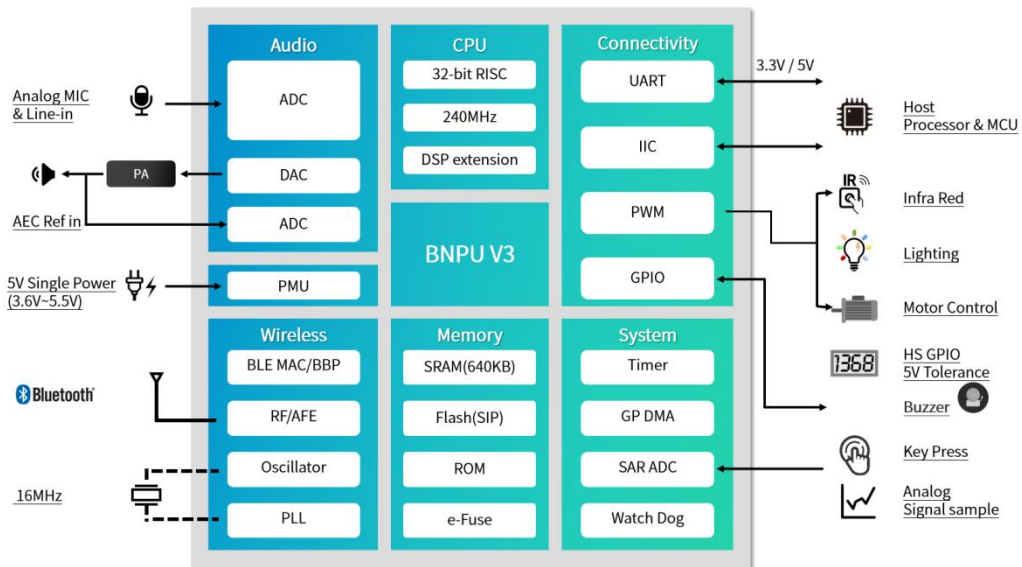 Audio
ADC
DAC
ADC
PMU
CPU
32-bit RISC
240MHz
DSP extension
BNPU V3
Connectivity
UART
IIC
PWM
GPIO
Wireless
BLE MAC/BBP
RF/AFE
Oscillator
PLL
Memory
SRAM(640KB)
Flash(SIP)
ROM
e-Fuse
System
Timer
GP DMA
SAR ADC
Watch Dog
Analog MIC
& Line-in
PA
AEC Ref in
5V Single Power
(3.6V~5.5V)
Bluetooth®
16MHz
3.3V / 5V
Host
Processor & MCU
IR
Infra Red
Lighting
Motor Control
1368
HS GPIO
5V Tolerance
Buzzer
Key Press
Analog
Signal sample